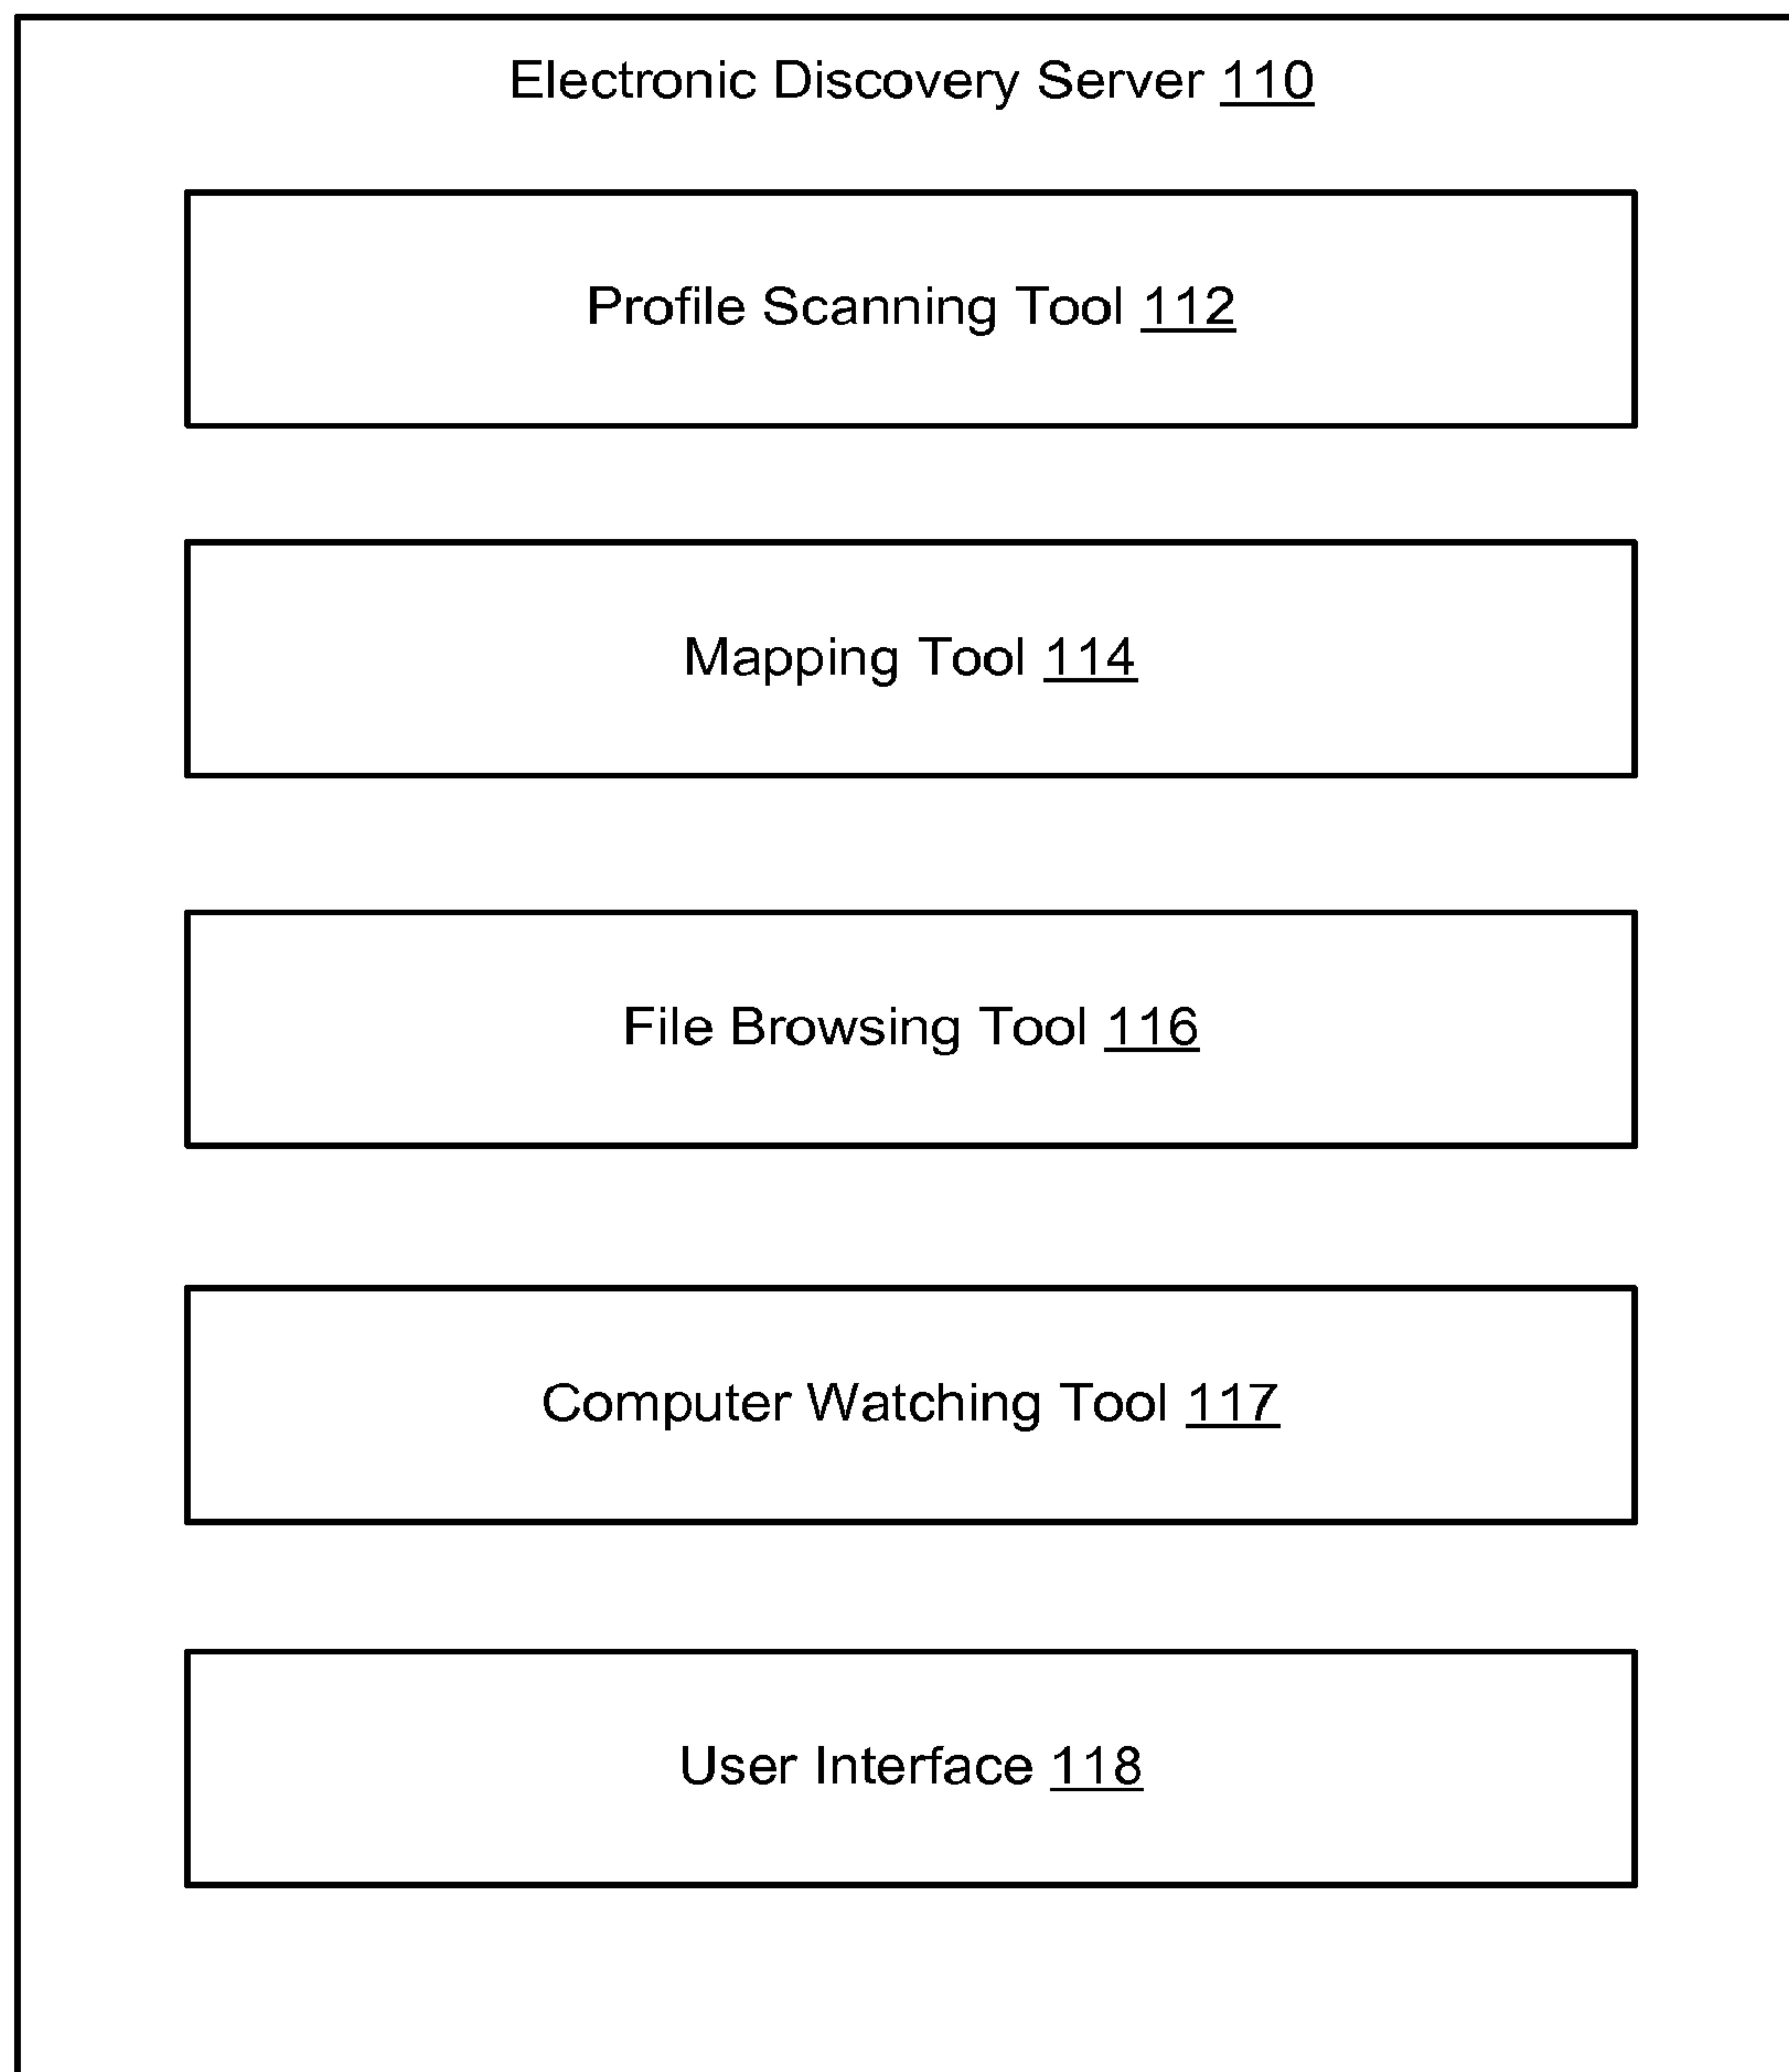 Electronic Discovery Server 110
Profile Scanning Tool 112
Mapping Tool 114
File Browsing Tool 116
Computer Watching Tool 117
User Interface 118